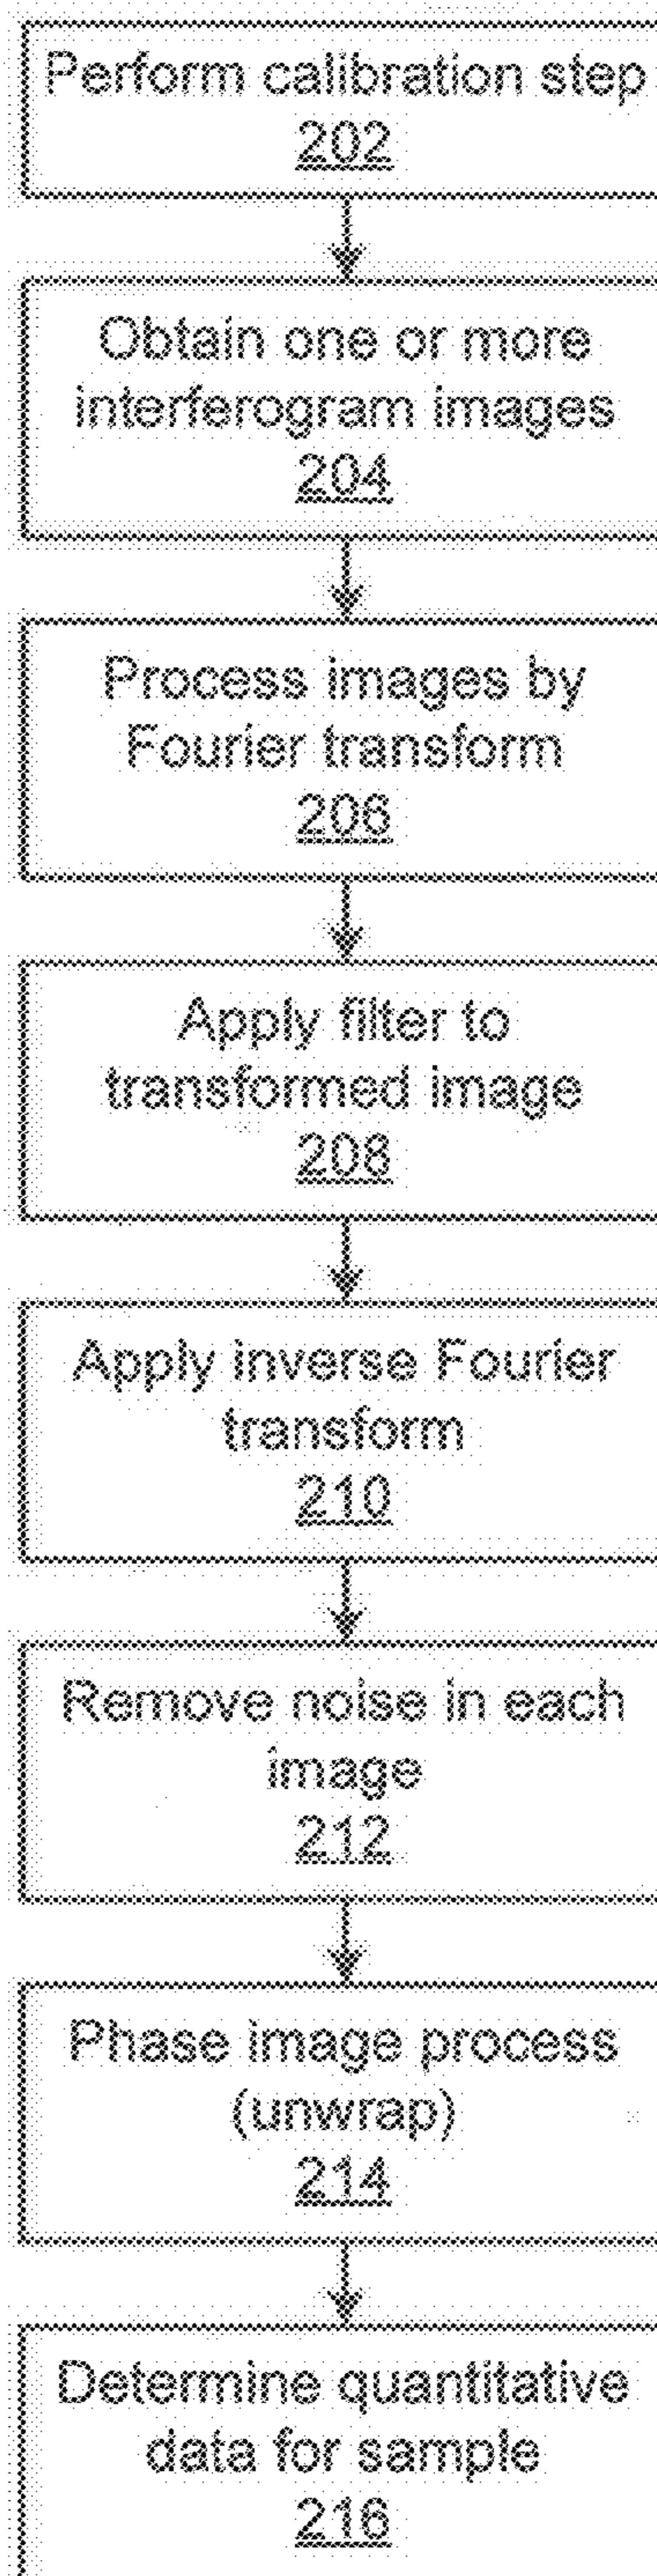 Perform calibration step
202
Obtain one or more
interferogram images
204
Process images by
Fourier transform
206
Apply filter to
transformed image
208
Apply inverse Fourier
transform
210
Remove noise in each
image
212
Phase image process
(unwrap)
214
Determine quantitative
data for sample
216